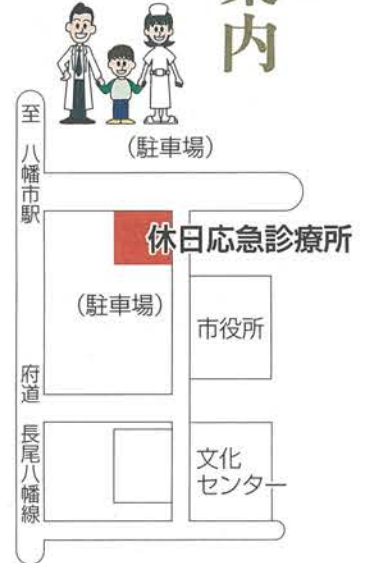 案内
(駐車場)
至 八幡市駅
休日応急診療所
(駐車場)
市役所
府道 長尾八幡線
文化
センター